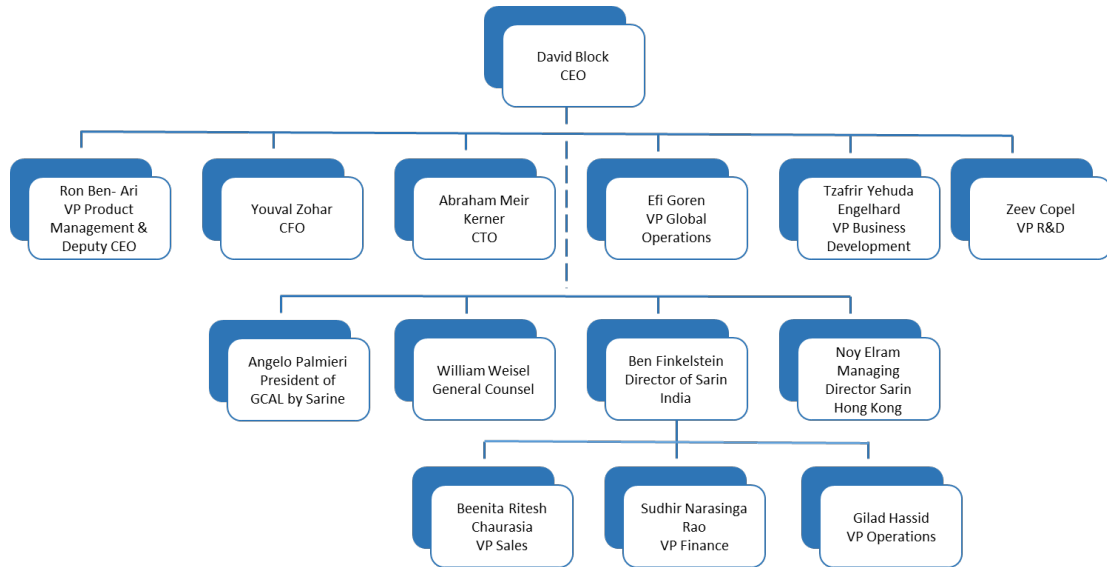 David Block
CEO
Ron Ben- Ari
VP Product
Management &
Deputy CEO
Youval Zohar
CFO
Abraham Meir
Kerner
CTO
Efi Goren
VP Global
Operations
Tzafrir Yehuda
Engelhard
VP Business
Development
Zeev Copel
VP R&D
Angelo Palmieri
President of
GCAL by Sarine
William Weisel
General Counsel
Ben Finkelstein
Director of Sarin
India
Noy Elram
Managing
Director Sarin
Hong Kong
Beenita Ritesh
Chaurasia
VP Sales
Sudhir Narasinga
Rao
VP Finance
Gilad Hassid
VP Operations